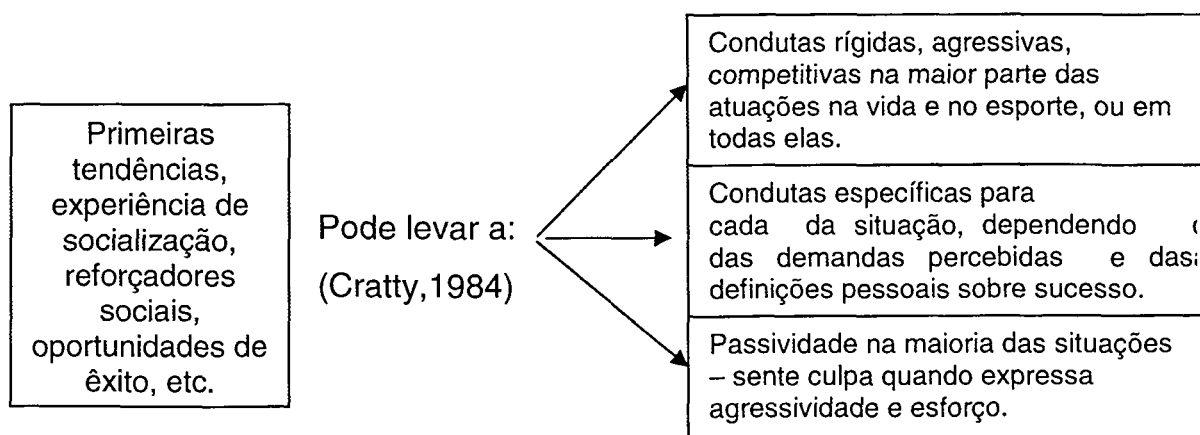 Primeiras
tendências,
experiência de
socialização,
reforçadores
sociais,
oportunidades de
êxito, etc.
Pode levar a:
(Cratty,1984)
Condutas rígidas, agressivas,
competitivas na maior parte das
atuações na vida e no esporte, ou em
todas elas.
Condutas específicas para
cada da situação, dependendo
das demandas percebidas e das
definições pessoais sobre sucesso.
Passividade na maioria das situações
– sente culpa quando expressa
agressividade e esforço.